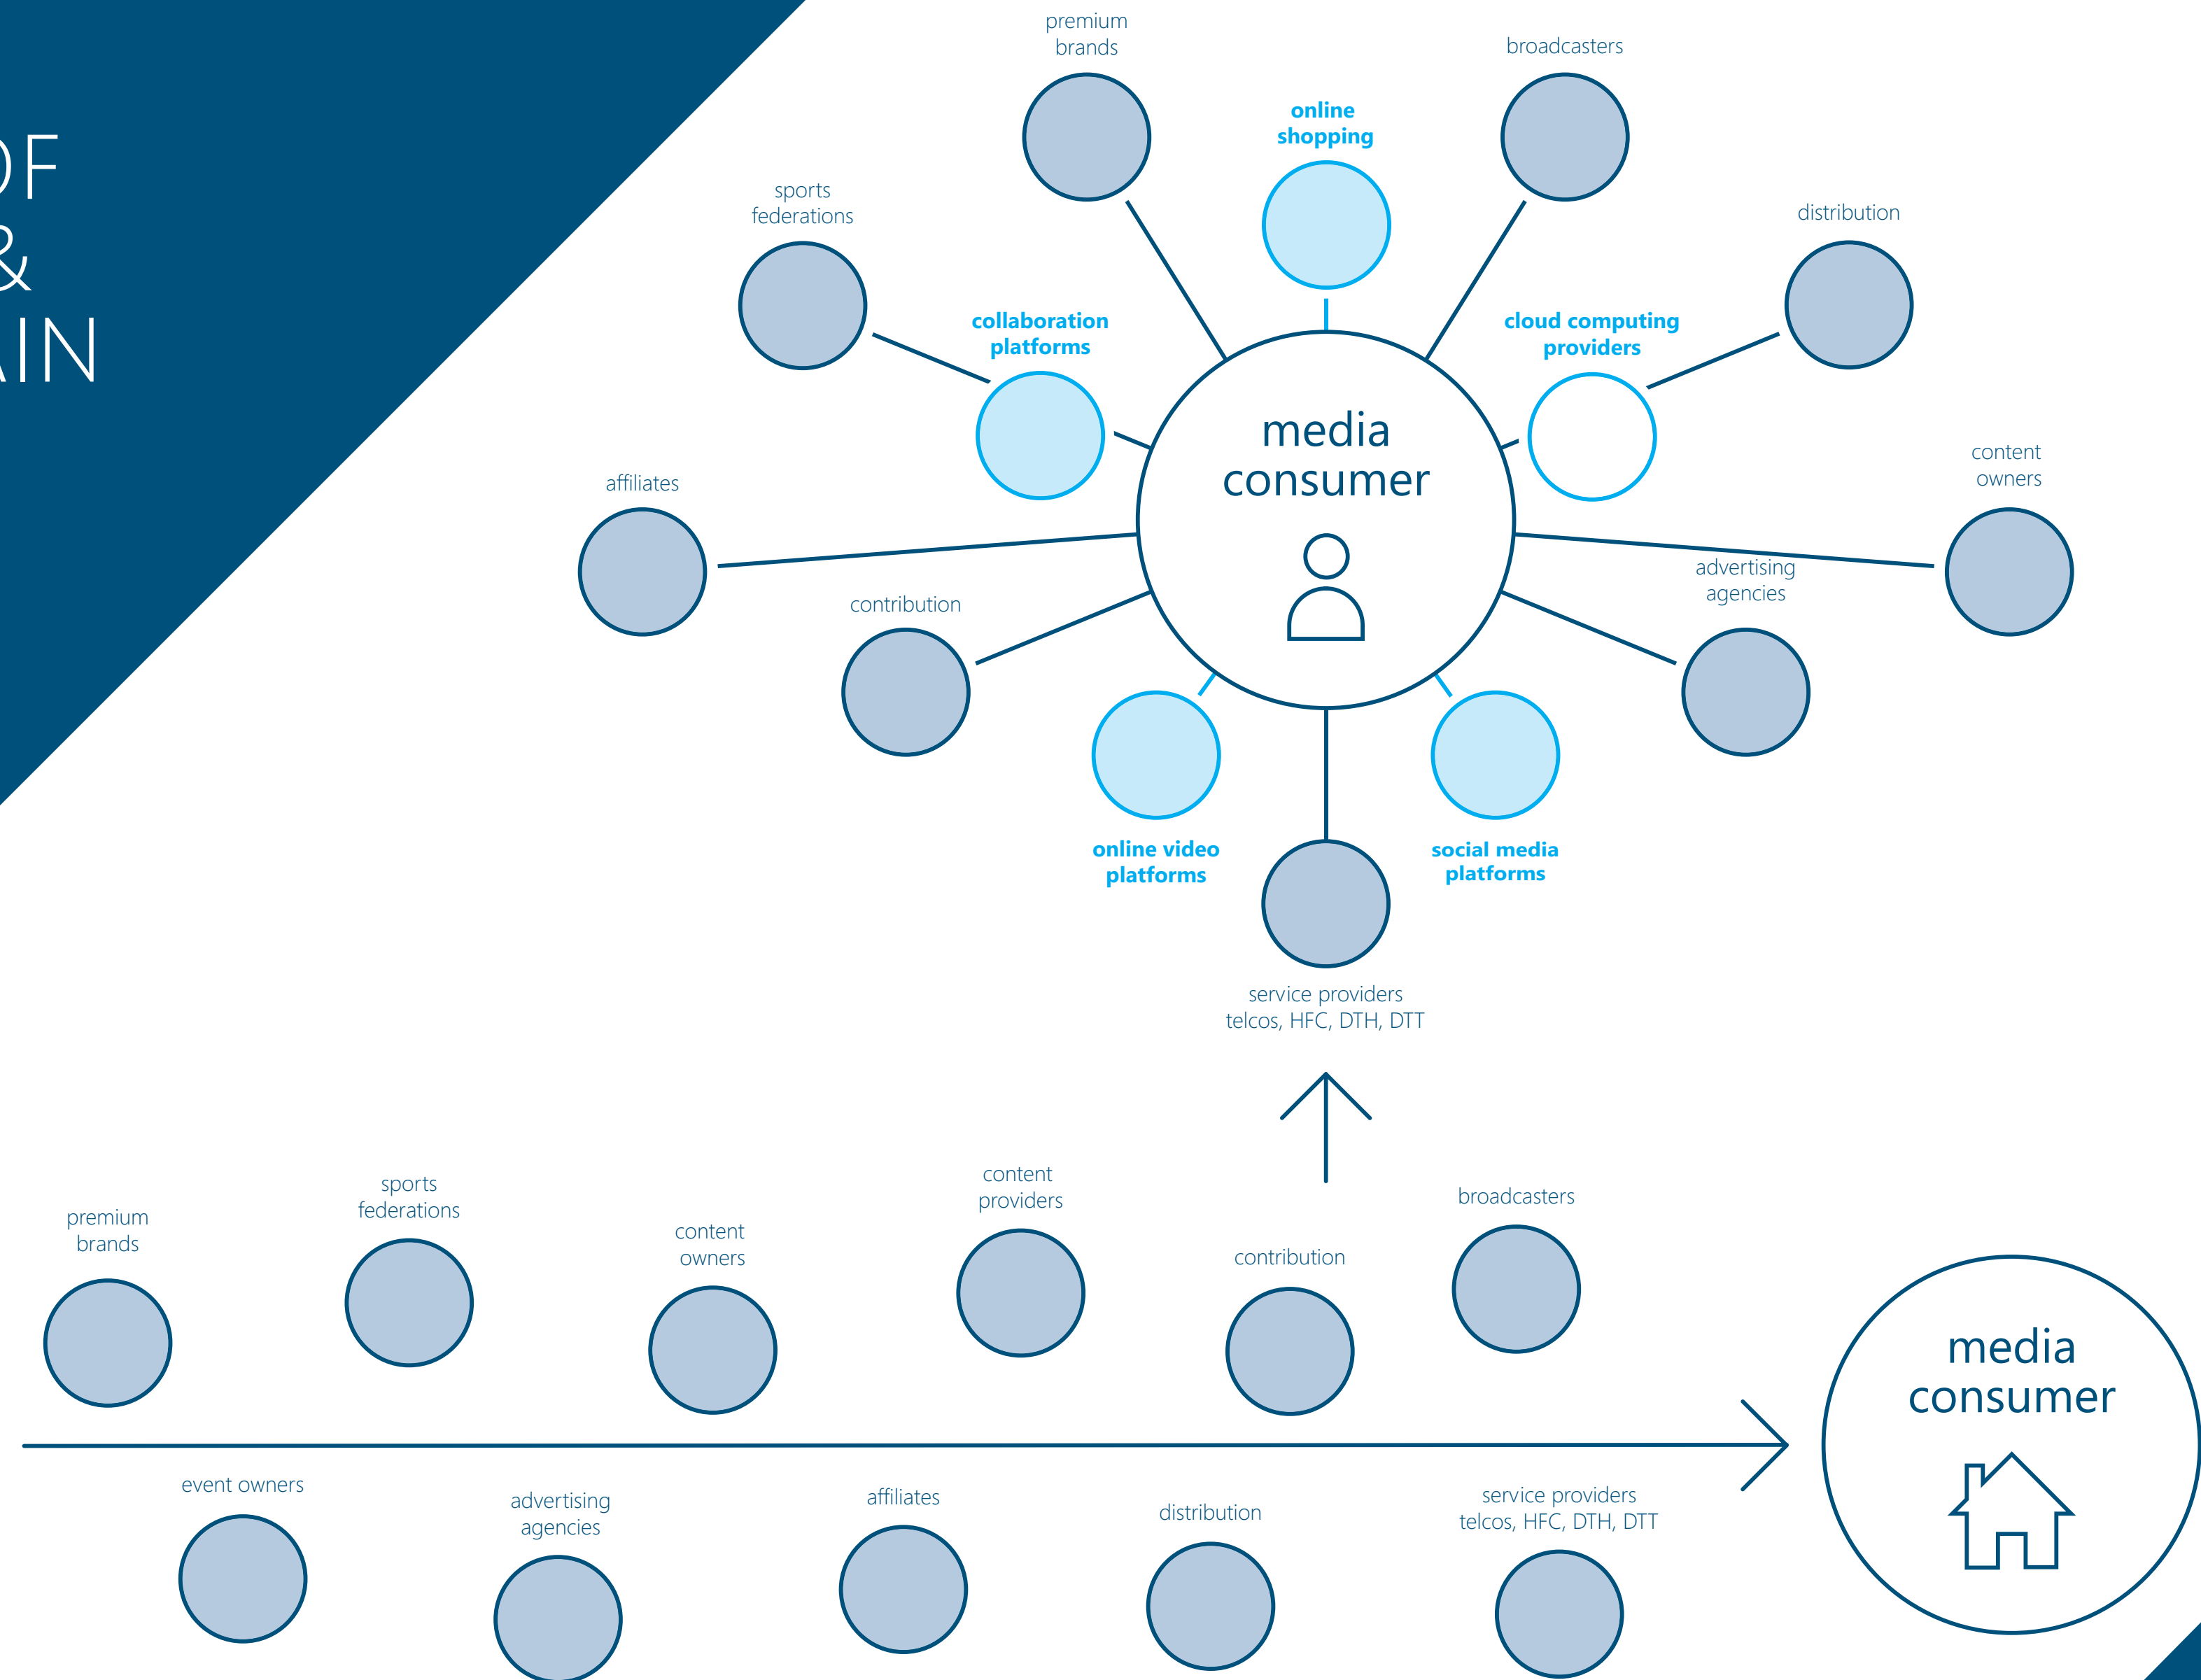 OF
&
AIN
premium
brands
broadcasters
online
shopping
sports
federations
distribution
collaboration
platforms
cloud computing
providers
media
consumer
content
owners
affiliates
advertising
agencies
contribution
online video
platforms
social media
platforms
service providers
telcos, HFC, DTH, DTT
premium
brands
sports
federations
content
owners
content
providers
contribution
broadcasters
media
consumer
event owners
advertising
agencies
affiliates
distribution
service providers
telcos, HFC, DTH, DTT